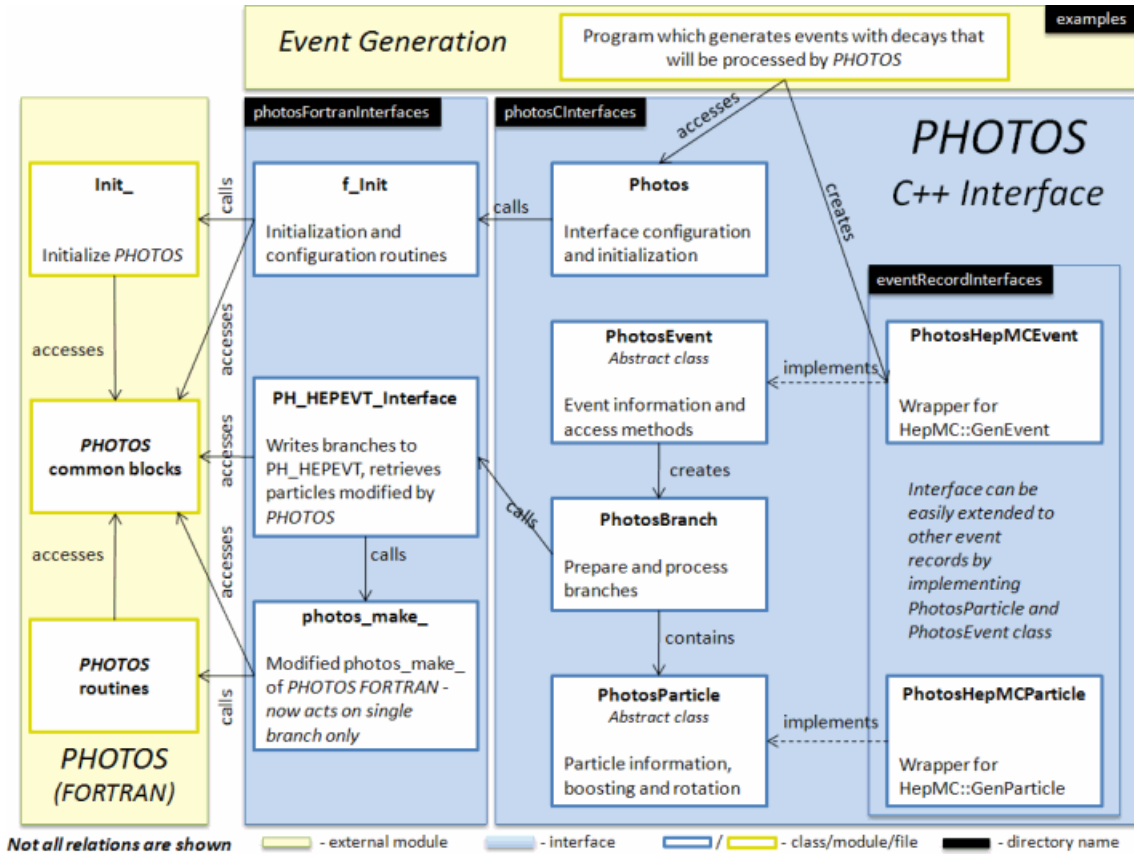 examples
Event Generation
Program which generates events with decays that
will be processed by PHOTOS
photosFortranInterfaces
photosCInterfaces
accesses
PHOTOS
C++ Interface
creates
Init_
Initialize PHOTOS
calls
f_Init
Initialization and
configuration routines
calls
Photos
Interface configuration
and initialization
eventRecordInterfaces
accesses
accesses
PhotosEvent
Abstract class
Event information and
access methods
implements
PhotosHepMCEvent
Wrapper for
HepMC::GenEvent
PHOTOS
common blocks
accesses
PH_HEPEVT_Interface
Writes branches to
PH_HEPEVT, retrieves
particles modified by
PHOTOS
creates
calls
PhotosBranch
Prepare and process
branches
Interface can be
easily extended to
other event
records by
implementing
PhotosParticle and
PhotosEvent class
accesses
accesses
calls
contains
PHOTOS
routines
calls
photos_make_
Modified photos_make_
of PHOTOS FORTRAN -
now acts on single
branch only
PhotosParticle
Abstract class
Particle information,
boosting and rotation
implements
PhotosHepMCParticle
Wrapper for
HepMC::GenParticle
PHOTOS
(FORTRAN)
Not all relations are shown
- external module
- interface
/
- class/module/file
- directory name